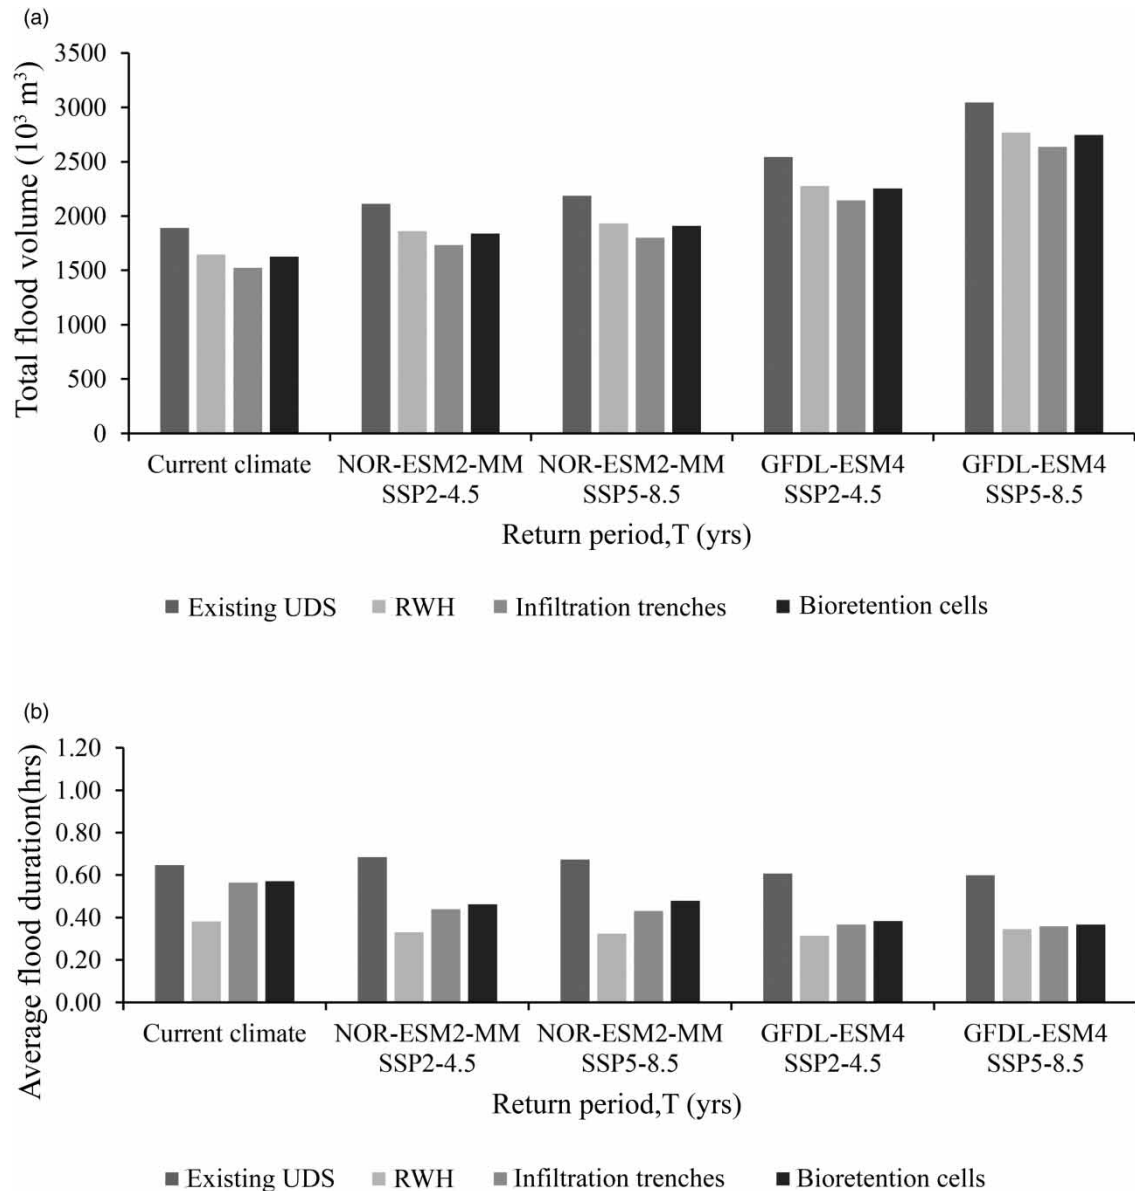 (a)
Total flood volume (10³ m³)
3500
3000
2500
2000
1500
1000
500
0
Current climate
NOR-ESM2-MM
SSP2-4.5
NOR-ESM2-MM
SSP5-8.5
GFDL-ESM4
SSP2-4.5
GFDL-ESM4
SSP5-8.5
Return period,T (yrs)
Existing UDS
RWH
Infiltration trenches
Bioretention cells
(b)
Average flood duration(hrs)
1.20
1.00
0.80
0.60
0.40
0.20
0.00
Current climate
NOR-ESM2-MM
SSP2-4.5
NOR-ESM2-MM
SSP5-8.5
GFDL-ESM4
SSP2-4.5
GFDL-ESM4
SSP5-8.5
Return period,T (yrs)
Existing UDS
RWH
Infiltration trenches
Bioretention cells